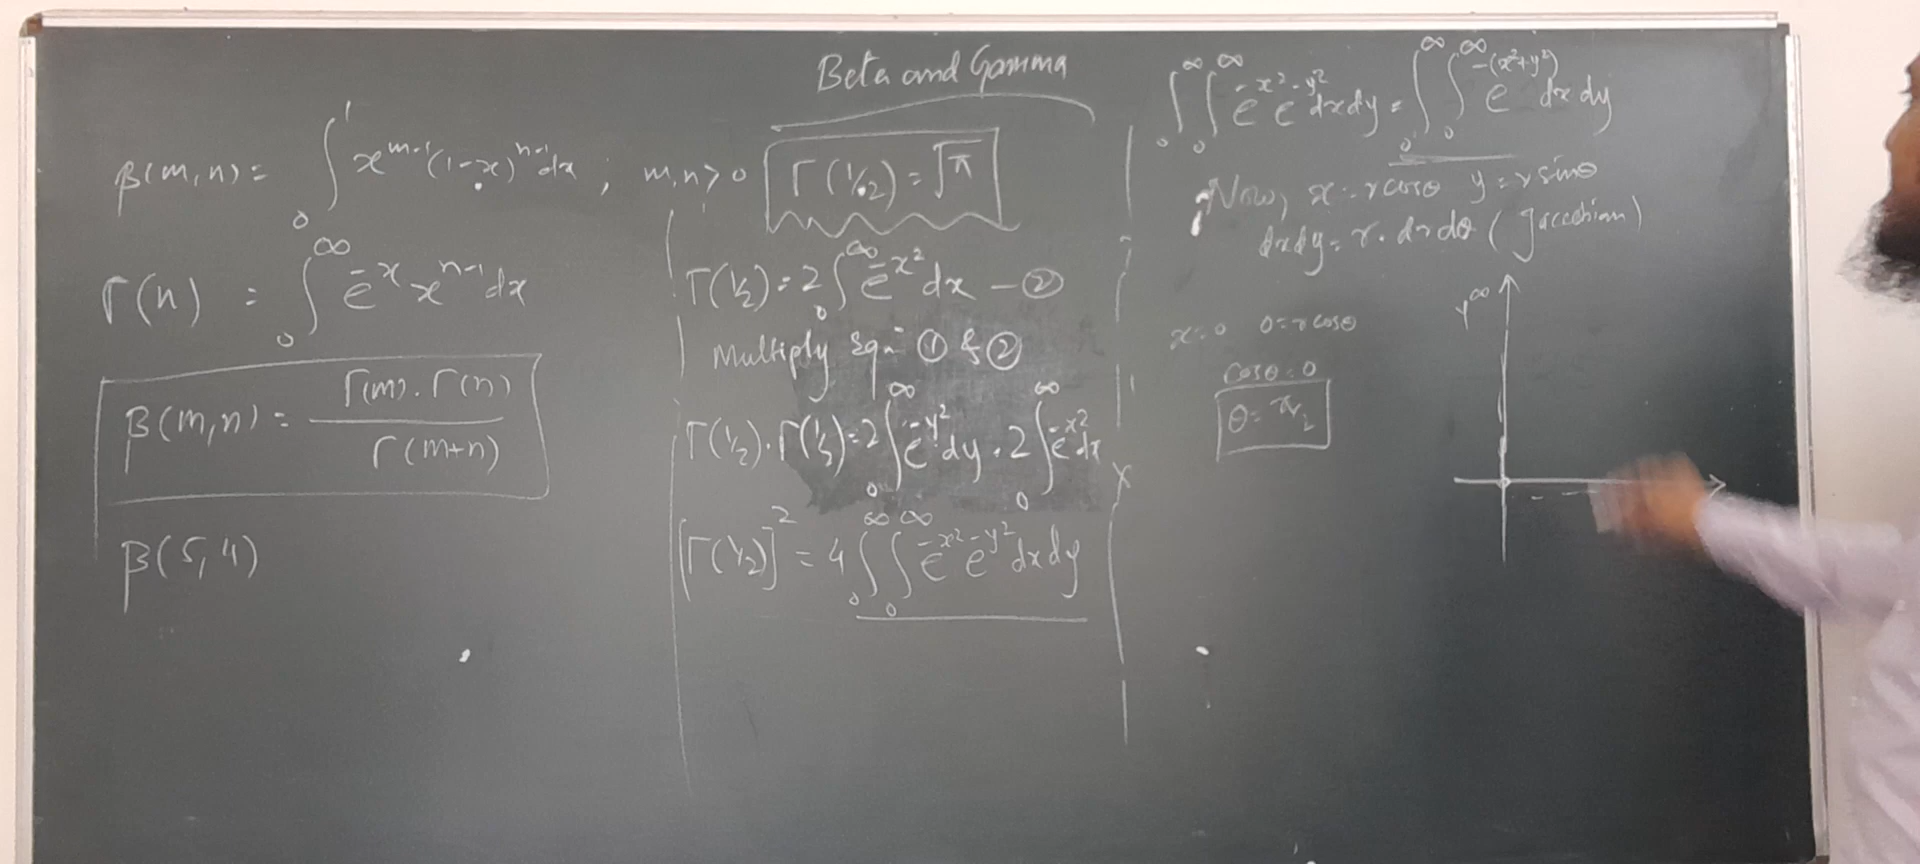 Beta and Gamma
β(m,n) = ∫₀¹ x^{m-1} (1-x)^{n-1} dx ; m,n > 0
Γ(n) = ∫₀^∞ e^{-x} x^{n-1} dx
β(m,n) = Γ(m).Γ(n) / Γ(m+n)
β(5,4)
Γ(1/2) = √π
Γ(1/2) = 2 ∫₀^∞ e^{-x²} dx - ②
Multiply Eqn ① & ②
Γ(1/2).Γ(1/2) = 2 ∫₀^∞ e^{-y²} dy . 2 ∫₀^∞ e^{-x²} dx
[Γ(1/2)]² = 4 ∫₀^∞ ∫₀^∞ e^{-x²} e^{-y²} dx dy
∫₀^∞ ∫₀^∞ e^{-x²} e^{-y²} dx dy = ∫₀^∞ ∫₀^∞ e^{-(x²+y²)} dx dy
Now, x = r cosθ y = r sinθ
dx dy = r. dr dθ (Jaccobian)
x = 0 0 = r cosθ
cosθ = 0
θ = π/2
Y ∞